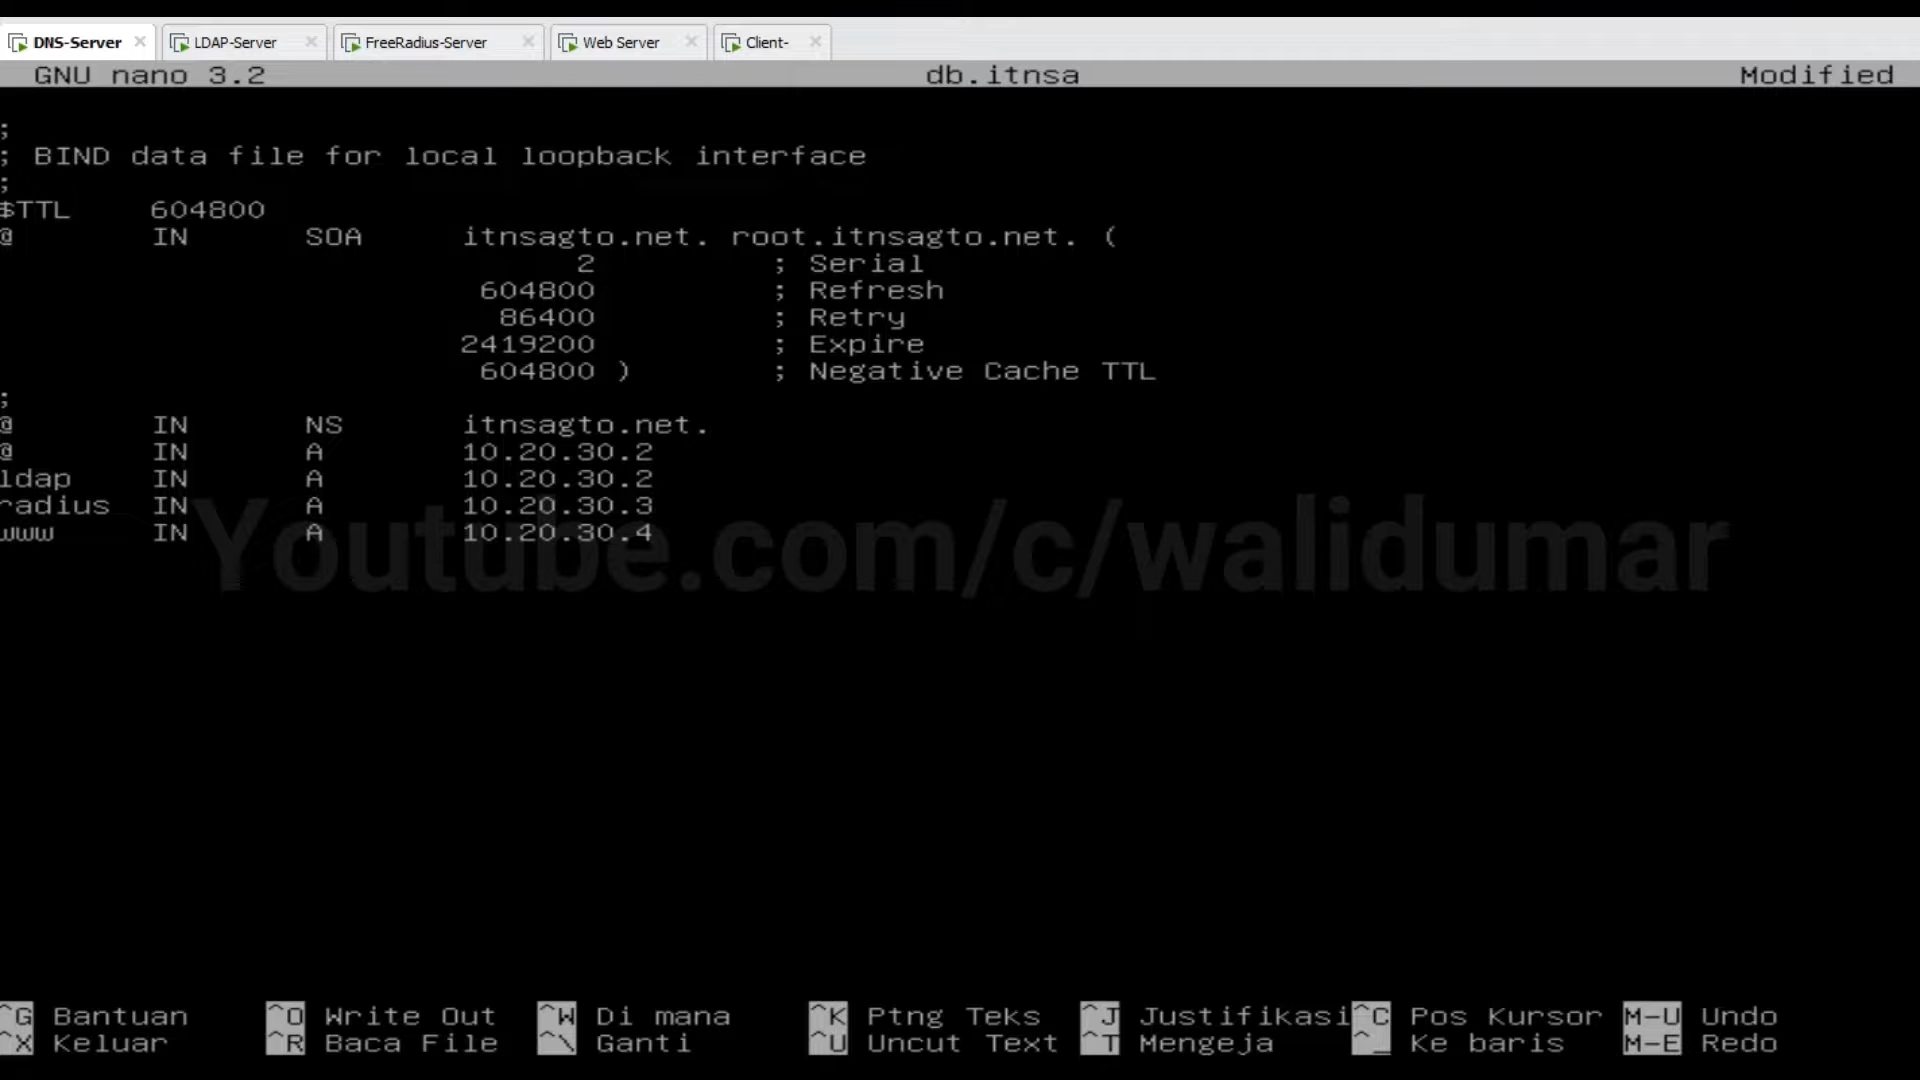 DNS-Server LDAP-Server FreeRadius-Server Web Server Client-
GNU nano 3.2 db.itnsa Modified
;
; BIND data file for local loopback interface
;
$TTL 604800
@ IN SOA itnsagto.net. root.itnsagto.net. (
2 ; Serial
604800 ; Refresh
86400 ; Retry
2419200 ; Expire
604800 ) ; Negative Cache TTL
;
@ IN NS itnsagto.net.
@ IN A 10.20.30.2
ldap IN A 10.20.30.2
radius IN A 10.20.30.3
www IN A 10.20.30.4
Youtube.com/c/walidumar
^G Bantuan ^O Write Out ^W Di mana ^K Ptng Teks ^J Justifikasi ^C Pos Kursor M-U Undo
^X Keluar ^R Baca File ^\ Ganti ^U Uncut Text ^T Mengeja ^_ Ke baris M-E Redo